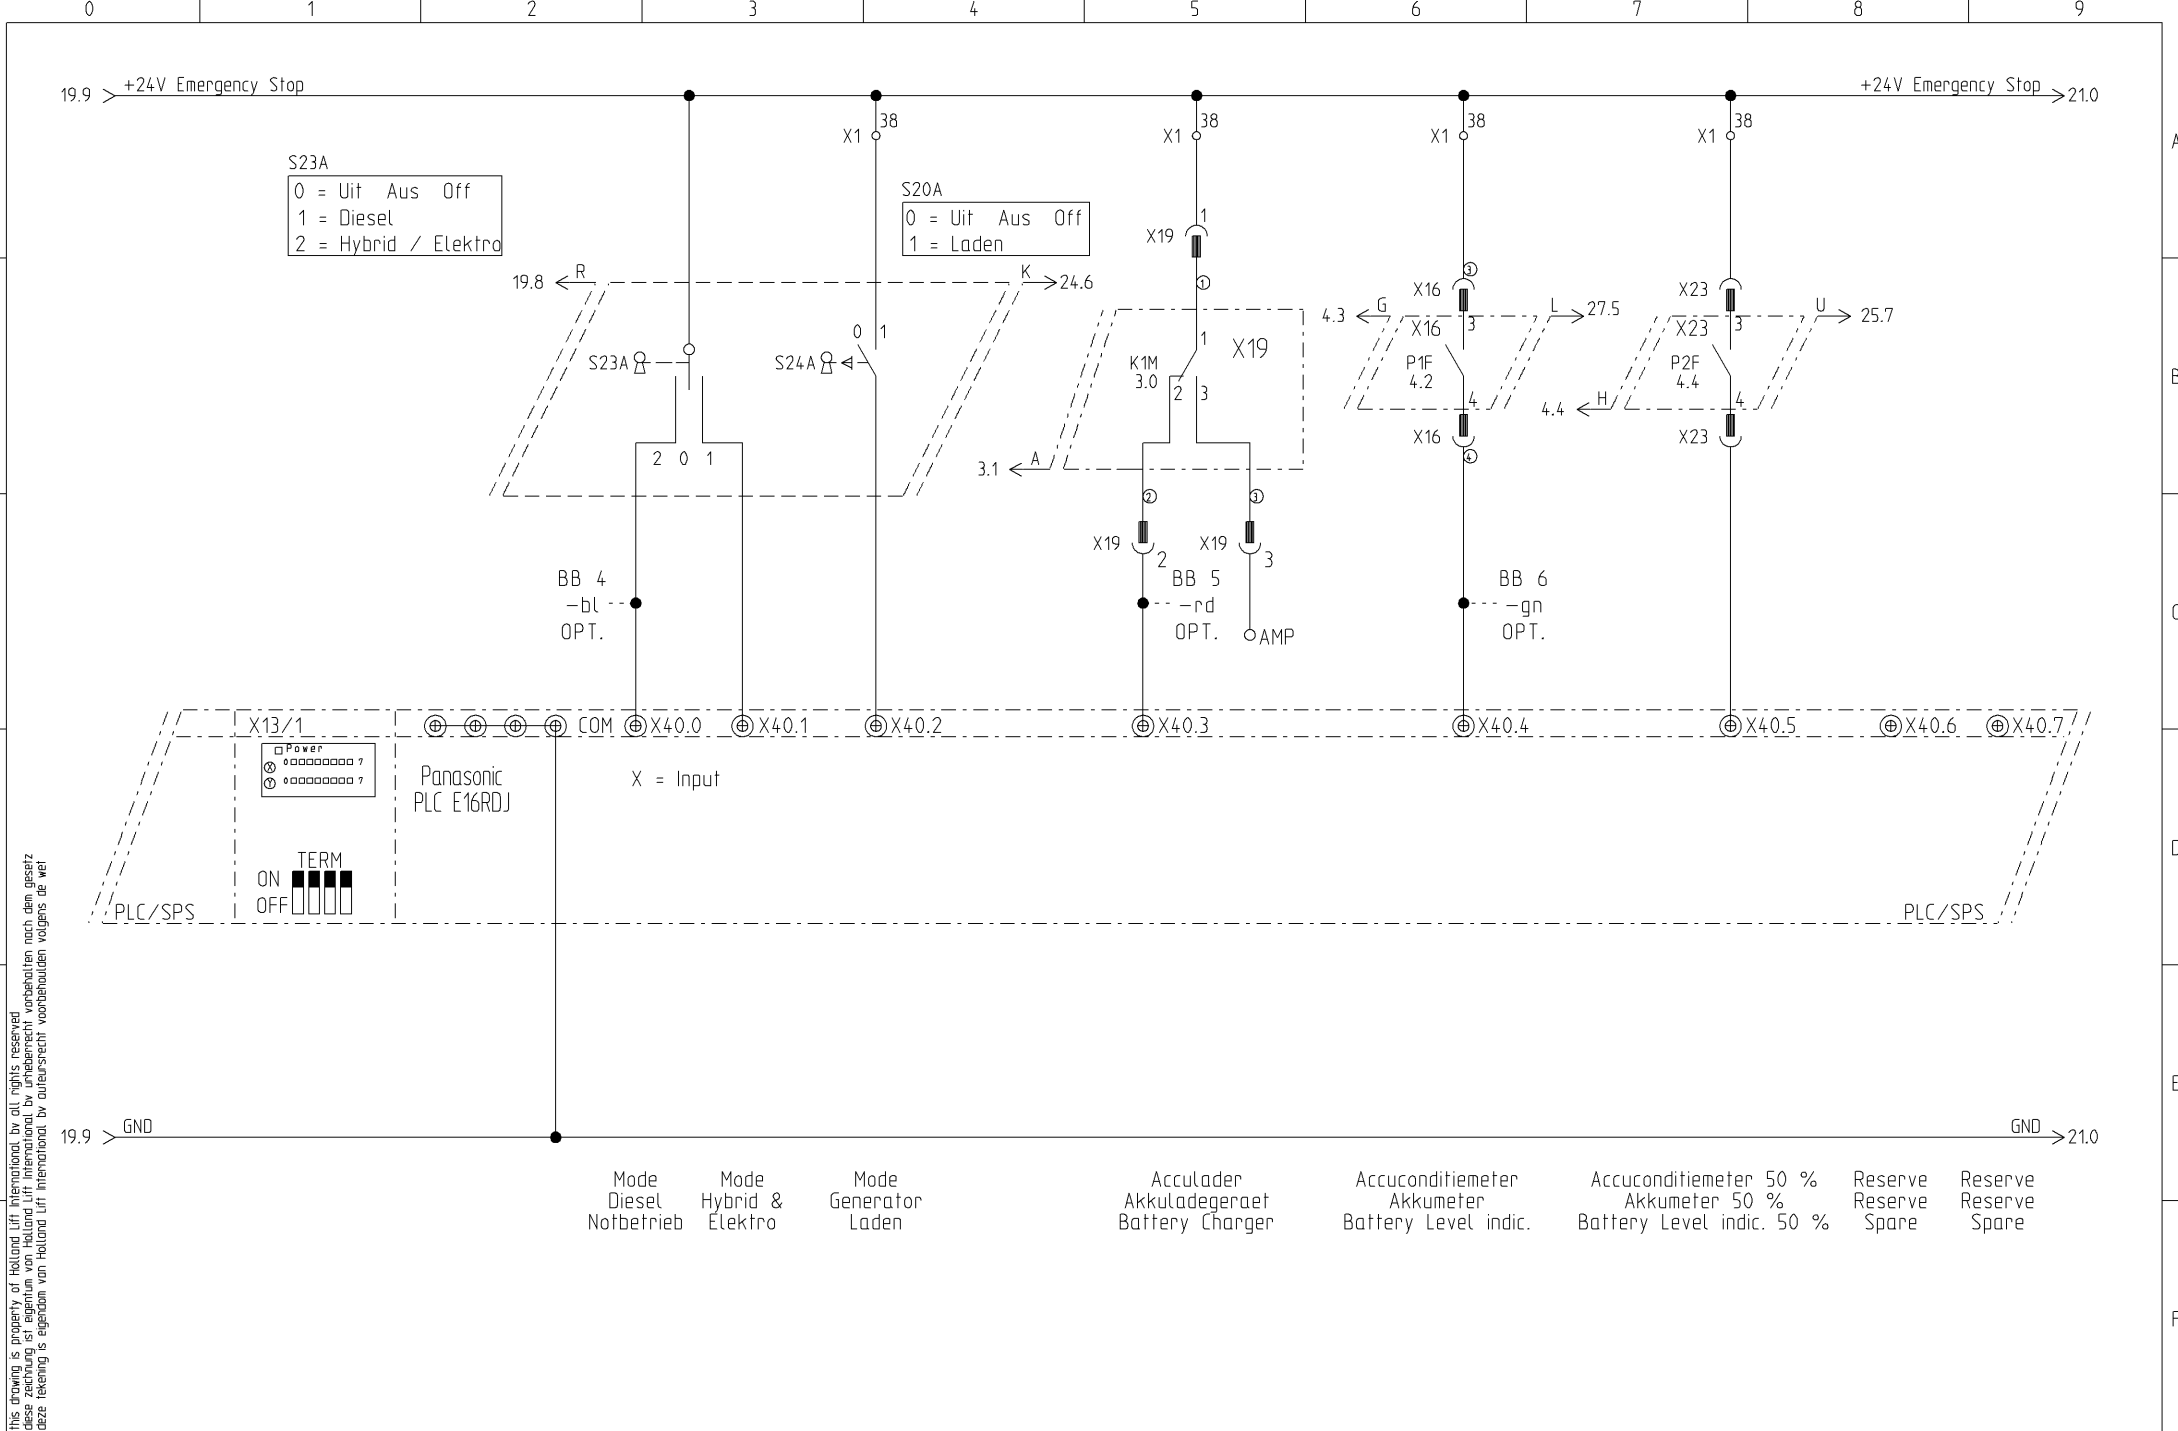 0 1 2 3 4 5 6 7 8 9
19.9 +24V Emergency Stop
+24V Emergency Stop 21.0
X1 38
X1 38
X1 38
X1 38
A
S23A
0 = Uit Aus Off
1 = Diesel
2 = Hybrid / Elektro
S20A
0 = Uit Aus Off
1 = Laden
19.8 R
K 24.6
S23A
2 0 1
S24A
0 1
1
X19
1
1
X19
K1M
3.0
2 3
3.1 A
2
3
X19
2
X19
3
3
X16
4.3 G
L 27.5
X16
3
P1F
4.2
4
X16
4
X23
U 25.7
X23
3
P2F
4.4
4
4.4 H
X23
B
BB 4
-bl
OPT.
BB 5
-rd
OPT.
AMP
BB 6
-gn
OPT.
C
X13/1
COM X40.0 X40.1 X40.2 X40.3 X40.4 X40.5 X40.6 X40.7
Power
X 0 7
Y 0 7
Panasonic
PLC E16RDJ
X = Input
TERM
ON
OFF
D
PLC/SPS
PLC/SPS
E
19.9 GND
GND 21.0
Mode
Diesel
Notbetrieb
Mode
Hybrid &
Elektro
Mode
Generator
Laden
Acculader
Akkuladegeraet
Battery Charger
Accuconditiemeter
Akkumeter
Battery Level indic.
Accuconditiemeter 50 %
Akkumeter 50 %
Battery Level indic. 50 %
Reserve
Reserve
Spare
Reserve
Reserve
Spare
F
this drawing is property of Holland Lift International bv all rights reserved
diese zeichnung ist eigentum von Holland Lift International bv urheberrecht vorbehalten nach dem gesetz
deze tekening is eigendom van Holland Lift International bv auteursrecht voorbehoulden volgens de wet